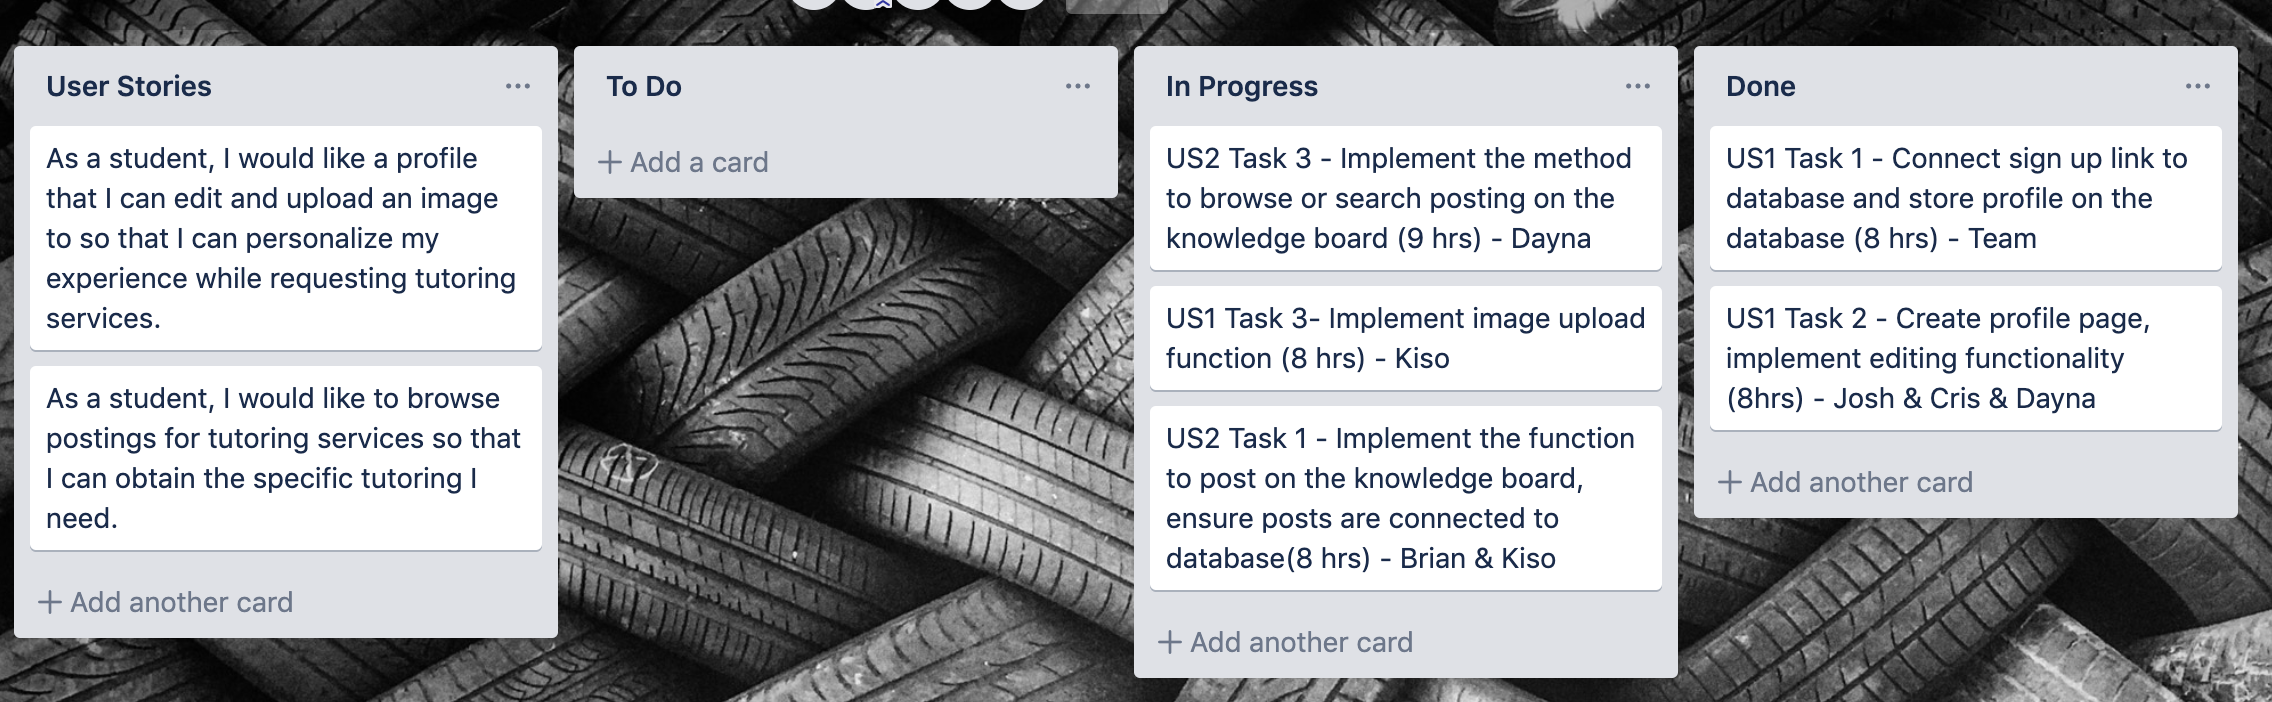 User Stories
As a student, I would like a profile
that I can edit and upload an image
to so that I can personalize my
experience while requesting tutoring
services.
As a student, I would like to browse
postings for tutoring services so that
I can obtain the specific tutoring I
need.
+ Add another card
To Do
+ Add a card
In Progress
US2 Task 3 - Implement the method
to browse or search posting on the
knowledge board (9 hrs) - Dayna
US1 Task 3- Implement image upload
function (8 hrs) - Kiso
US2 Task 1 - Implement the function
to post on the knowledge board,
ensure posts are connected to
database(8 hrs) - Brian & Kiso
+ Add another card
Done
US1 Task 1 - Connect sign up link to
database and store profile on the
database (8 hrs) - Team
US1 Task 2 - Create profile page,
implement editing functionality
(8hrs) - Josh & Cris & Dayna
+ Add another card